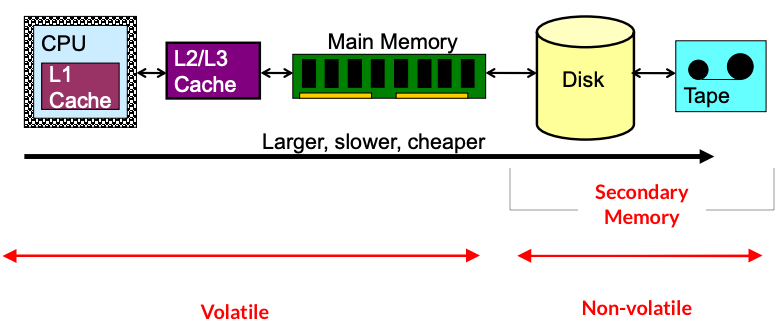 CPU
L1
Cache
L2/L3
Cache
Main Memory
Disk
Tape
Larger, slower, cheaper
Secondary
Memory
Volatile
Non-volatile